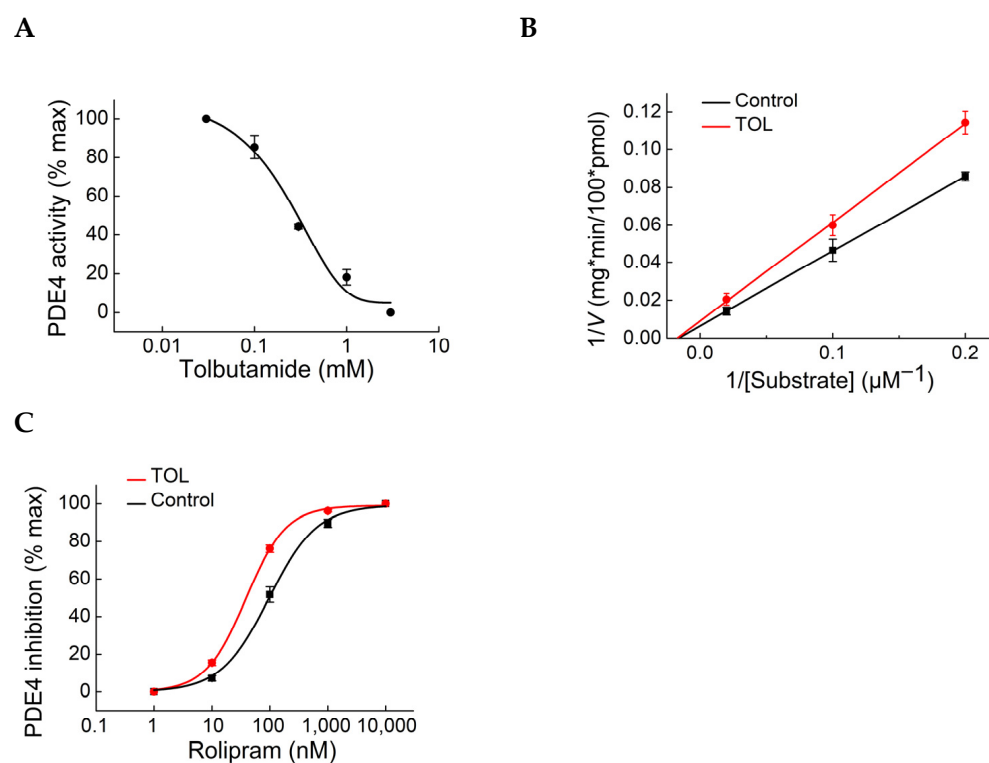 A
PDE4 activity (% max)
100
80
60
40
20
0
0.01 0.1 1 10
Tolbutamide (mM)
B
Control
TOL
1/V (mg*min/100*pmol)
0.12
0.10
0.08
0.06
0.04
0.02
0.00
0.0 0.1 0.2
1/[Substrate] (µM⁻¹)
C
TOL
Control
PDE4 inhibition (% max)
100
80
60
40
20
0
0.1 1 10 100 1,000 10,000
Rolipram (nM)